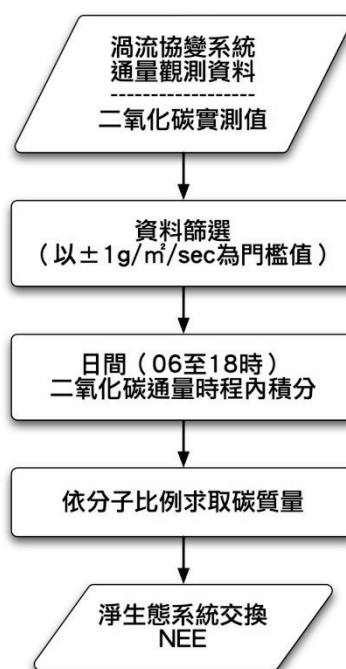 渦流協變系統
通量觀測資料
------------------
二氧化碳實測值
資料篩選
（以±1g/㎡/sec為門檻值）
日間（06至18時）
二氧化碳通量時程內積分
依分子比例求取碳質量
淨生態系統交換
NEE